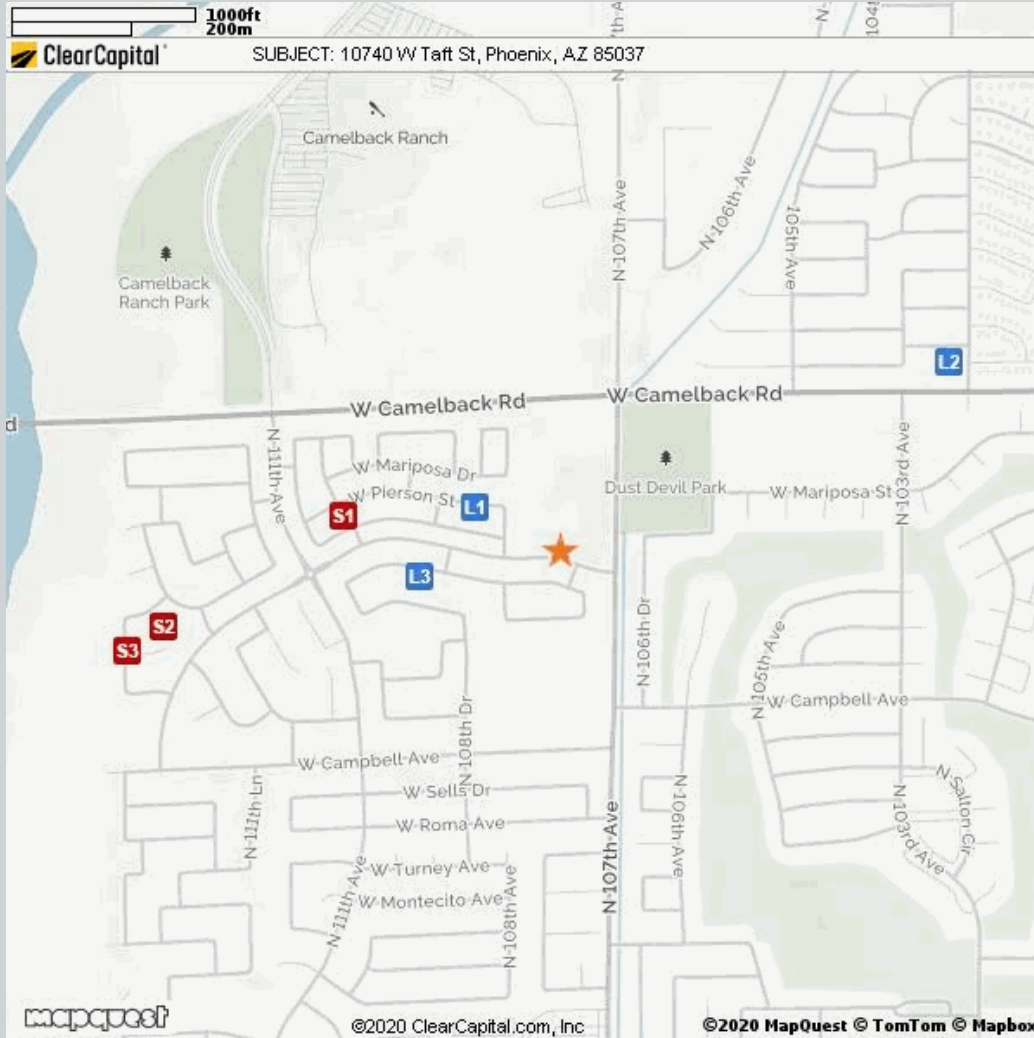 1000ft
200m
ClearCapital
SUBJECT: 10740 W Taft St, Phoenix, AZ 85037
N 107th A
N
104t
Camelback Ranch
N 107th Ave
N 106th Ave
105th Ave
Camelback
Ranch Park
L2
W Camelback Rd
W Camelback Rd
d
N 111th Ave
W Mariposa Dr
W Pierson St
L1
S1
Dust Devil Park
W Mariposa St
N 103rd Ave
L3
S2
S3
N 106th Dr
N 105th Ave
W Campbell Ave
N 108th Dr
W Campbell Ave
W Sells Dr
W Roma Ave
N 111th Ln
W Turney Ave
W Montecito Ave
N 111th Ave
N 108th Ave
N 107th Ave
N 106th Ave
N 103rd Ave
N Salton Cir
mapquest
©2020 ClearCapital.com, Inc
©2020 MapQuest © TomTom © Mapbox